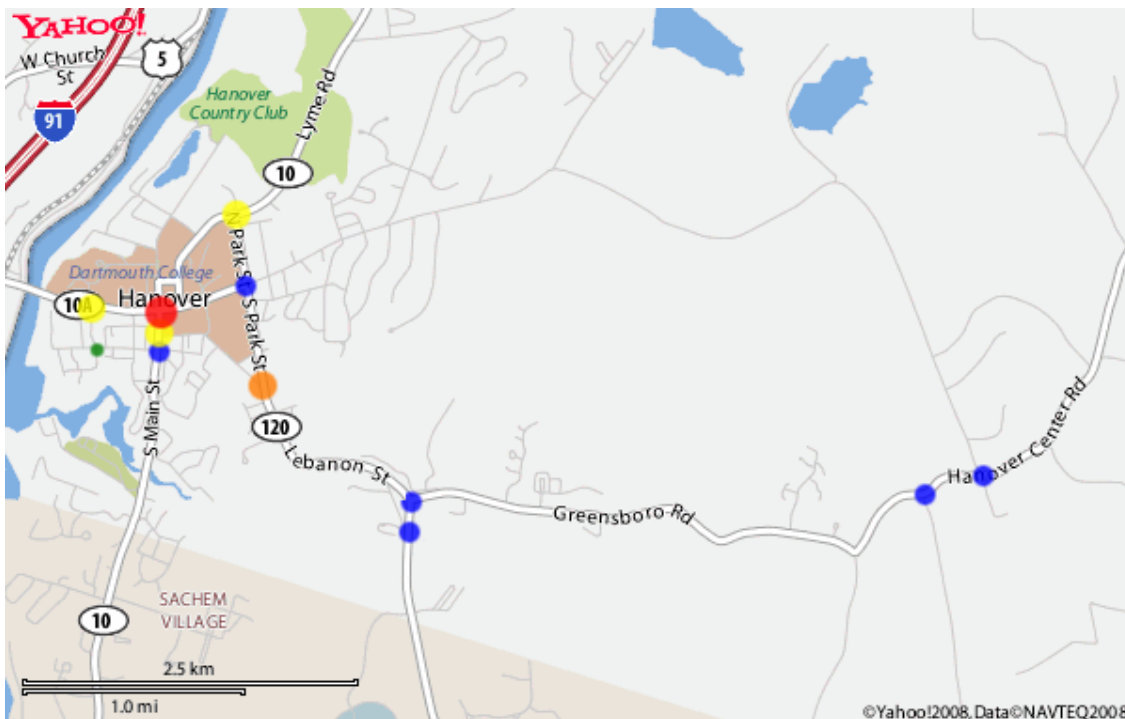 YAHOO!
W Church
St
5
91
Hanover
Country Club
Lyme Rd
10
N Park St
Dartmouth College
10A
Hanover
S Park St
S Main St
120
Lebanon St
Greensboro Rd
Hanover Center Rd
SACHEM
VILLAGE
10
2.5 km
1.0 mi
©Yahoo!2008, Data©NAVTEQ2008